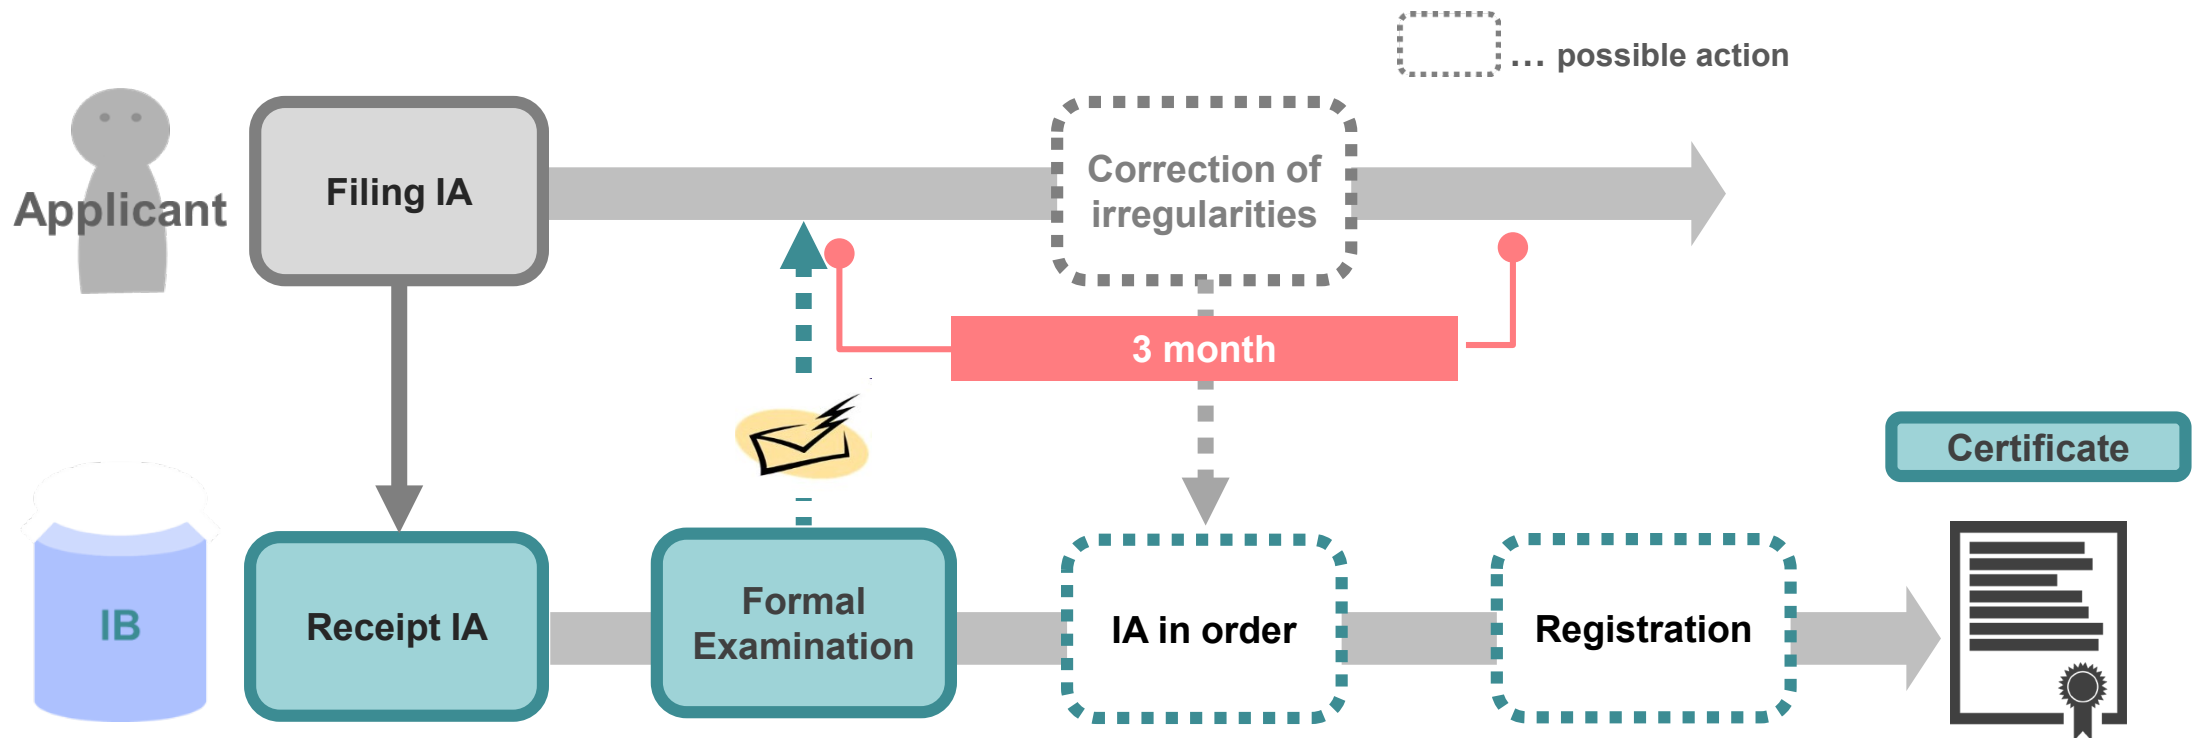 ... possible action
Applicant
Filing IA
Correction of
irregularities
3 month
Certificate
IB
Receipt IA
Formal
Examination
IA in order
Registration